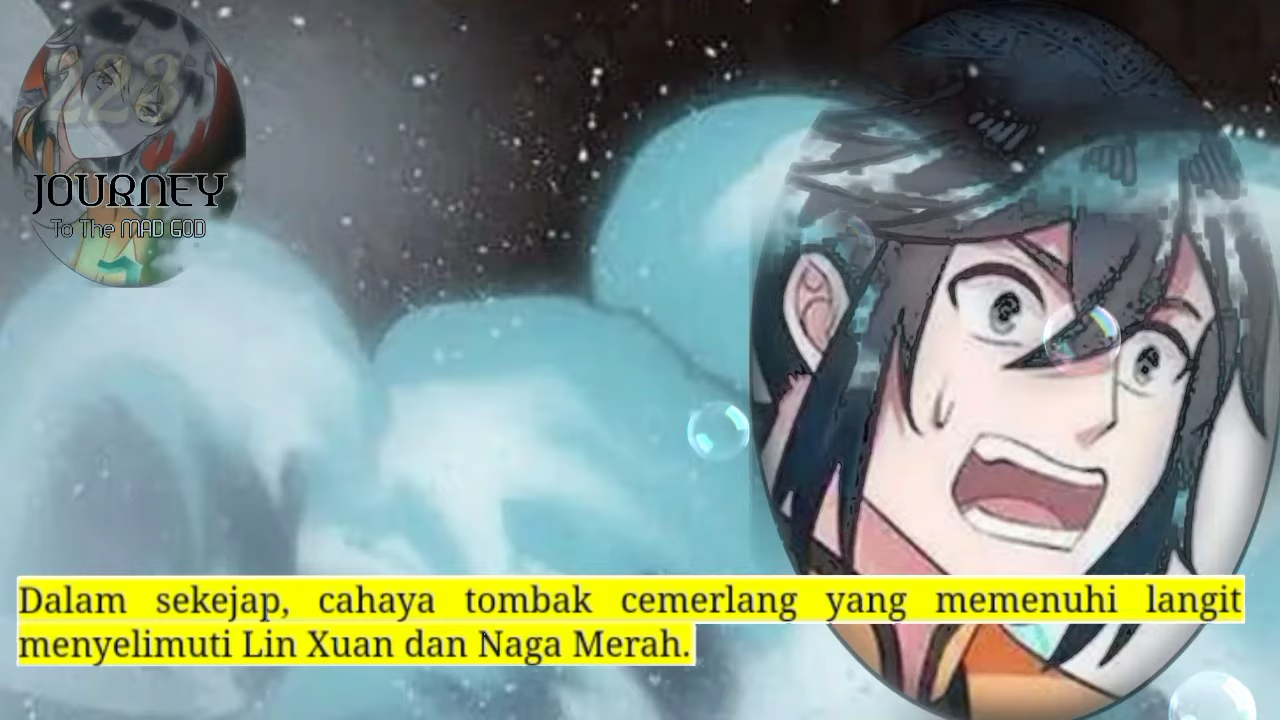 223
JOURNEY
To The MAD GOD
Dalam sekejap, cahaya tombak cemerlang yang memenuhi langit
menyelimuti Lin Xuan dan Naga Merah.